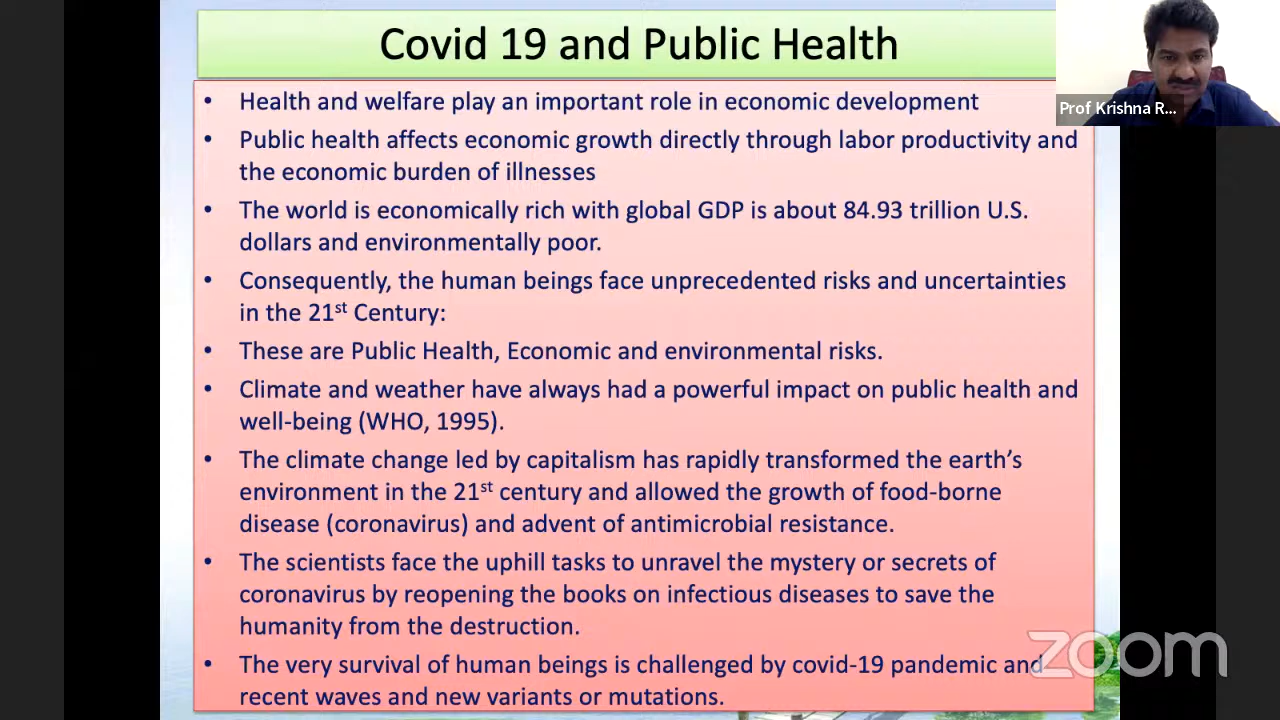 Covid 19 and Public Health
Prof Krishna R...
• Health and welfare play an important role in economic development
• Public health affects economic growth directly through labor productivity and
the economic burden of illnesses
• The world is economically rich with global GDP is about 84.93 trillion U.S.
dollars and environmentally poor.
• Consequently, the human beings face unprecedented risks and uncertainties
in the 21st Century:
• These are Public Health, Economic and environmental risks.
• Climate and weather have always had a powerful impact on public health and
well-being (WHO, 1995).
• The climate change led by capitalism has rapidly transformed the earth’s
environment in the 21st century and allowed the growth of food-borne
disease (coronavirus) and advent of antimicrobial resistance.
• The scientists face the uphill tasks to unravel the mystery or secrets of
coronavirus by reopening the books on infectious diseases to save the
humanity from the destruction.
• The very survival of human beings is challenged by covid-19 pandemic and
recent waves and new variants or mutations.
zoom